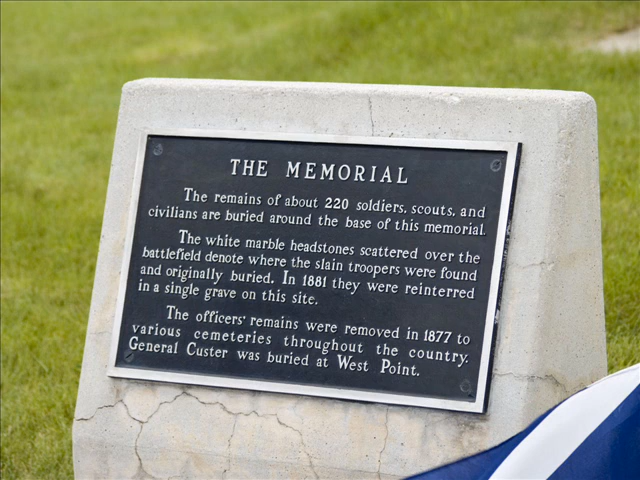 THE MEMORIAL
The remains of about 220 soldiers, scouts, and
civilians are buried around the base of this memorial.
The white marble headstones scattered over the
battlefield denote where the slain troopers were found
and originally buried. In 1881 they were reinterred
in a single grave on this site.
The officers' remains were removed in 1877 to
various cemeteries throughout the country.
General Custer was buried at West Point.